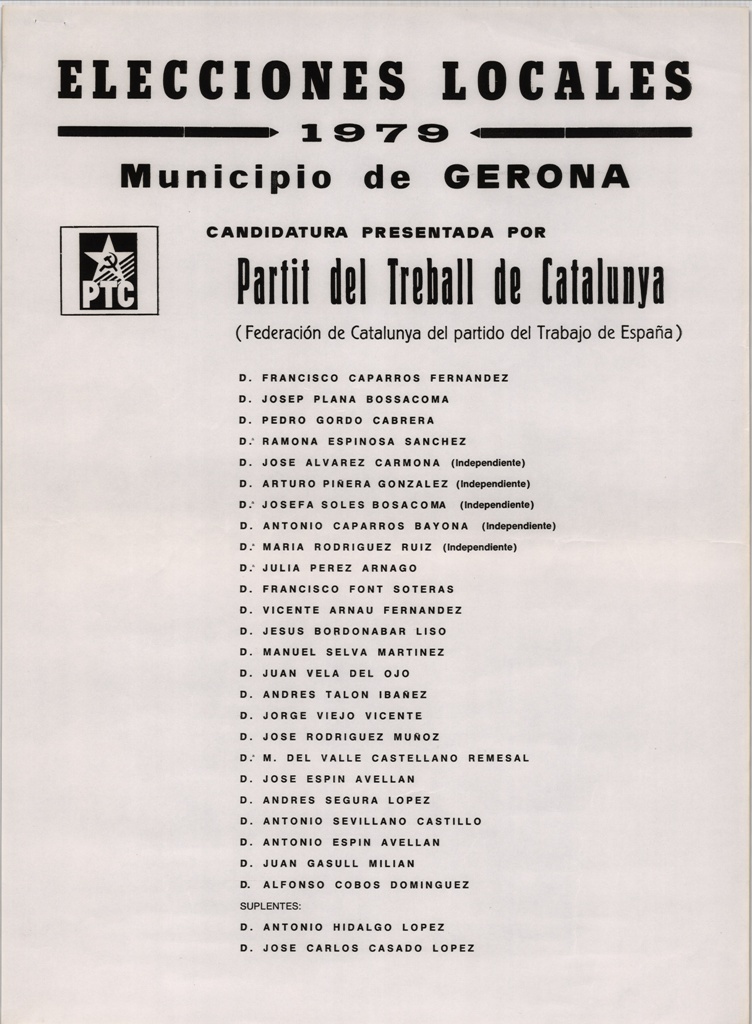 ELECCIONES LOCALES
1979
Municipio de GERONA
CANDIDATURA PRESENTADA POR
PTC
Partit del Treball de Catalunya
(Federación de Catalunya del partido del Trabajo de España)
D. FRANCISCO CAPARROS FERNANDEZ
D. JOSEP PLANA BOSSACOMA
D. PEDRO GORDO CABRERA
D.ª RAMONA ESPINOSA SANCHEZ
D. JOSE ALVAREZ CARMONA (Independiente)
D. ARTURO PIÑERA GONZALEZ (Independiente)
D.ª JOSEFA SOLES BOSACOMA (Independiente)
D. ANTONIO CAPARROS BAYONA (Independiente)
D.ª MARIA RODRIGUEZ RUIZ (Independiente)
D.ª JULIA PEREZ ARNAGO
D. FRANCISCO FONT SOTERAS
D. VICENTE ARNAU FERNANDEZ
D. JESUS BORDONABAR LISO
D. MANUEL SELVA MARTINEZ
D. JUAN VELA DEL OJO
D. ANDRES TALON IBAÑEZ
D. JORGE VIEJO VICENTE
D. JOSE RODRIGUEZ MUÑOZ
D.ª M. DEL VALLE CASTELLANO REMESAL
D. JOSE ESPIN AVELLAN
D. ANDRES SEGURA LOPEZ
D. ANTONIO SEVILLANO CASTILLO
D. ANTONIO ESPIN AVELLAN
D. JUAN GASULL MILIAN
D. ALFONSO COBOS DOMINGUEZ
SUPLENTES:
D. ANTONIO HIDALGO LOPEZ
D. JOSE CARLOS CASADO LOPEZ